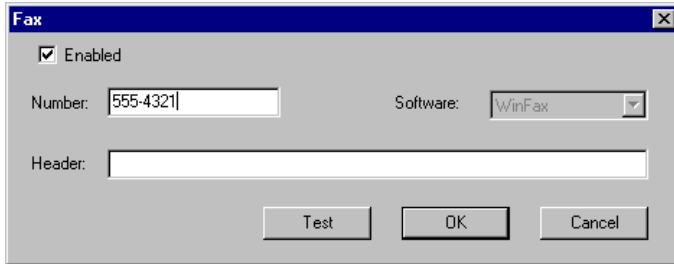 Fax
Enabled
Number: 555-4321 Software: WinFax
Header:
Test OK Cancel